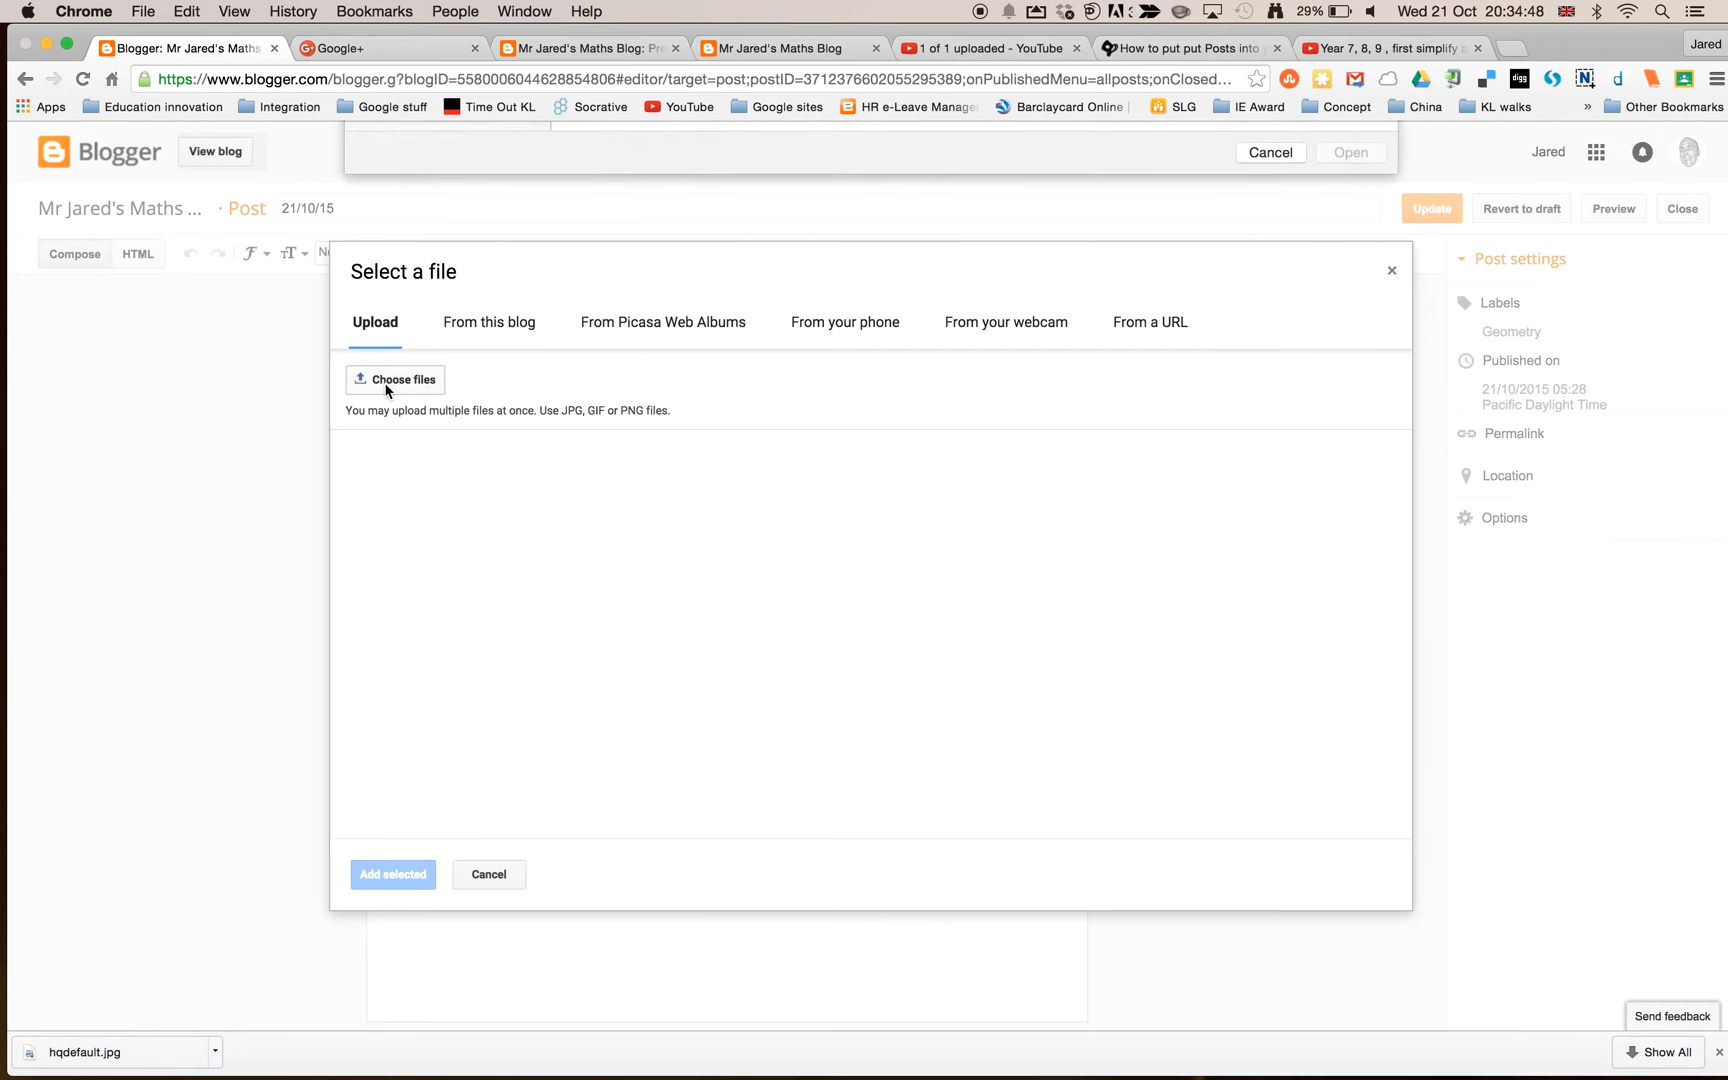 Chrome File Edit View History Bookmarks People Window Help 29% Wed 21 Oct 20:34:48
Blogger: Mr Jared's Maths Google+ Mr Jared's Maths Blog: Pre Mr Jared's Maths Blog 1 of 1 uploaded - YouTube How to put put Posts into Year 7, 8, 9 , first simplify a Jared
https://www.blogger.com/blogger.g?blogID=5580006044628854806#editor/target=post;postID=3712376602055295389;onPublishedMenu=allposts;onClosed... digg
Apps Education innovation Integration Google stuff Time Out KL Socrative YouTube Google sites HR e-Leave Manage Barclaycard Online | SLG IE Award Concept China KL walks » Other Bookmarks
Blogger View blog Cancel Open Jared
Mr Jared's Maths ... · Post 21/10/15 Update Revert to draft Preview Close
Compose HTML
Select a file
Post settings
Upload From this blog From Picasa Web Albums From your phone From your webcam From a URL
Labels
Geometry
Published on
21/10/2015 05:28
Pacific Daylight Time
Permalink
Location
Options
Choose files
You may upload multiple files at once. Use JPG, GIF or PNG files.
Add selected Cancel
Send feedback
hqdefault.jpg Show All